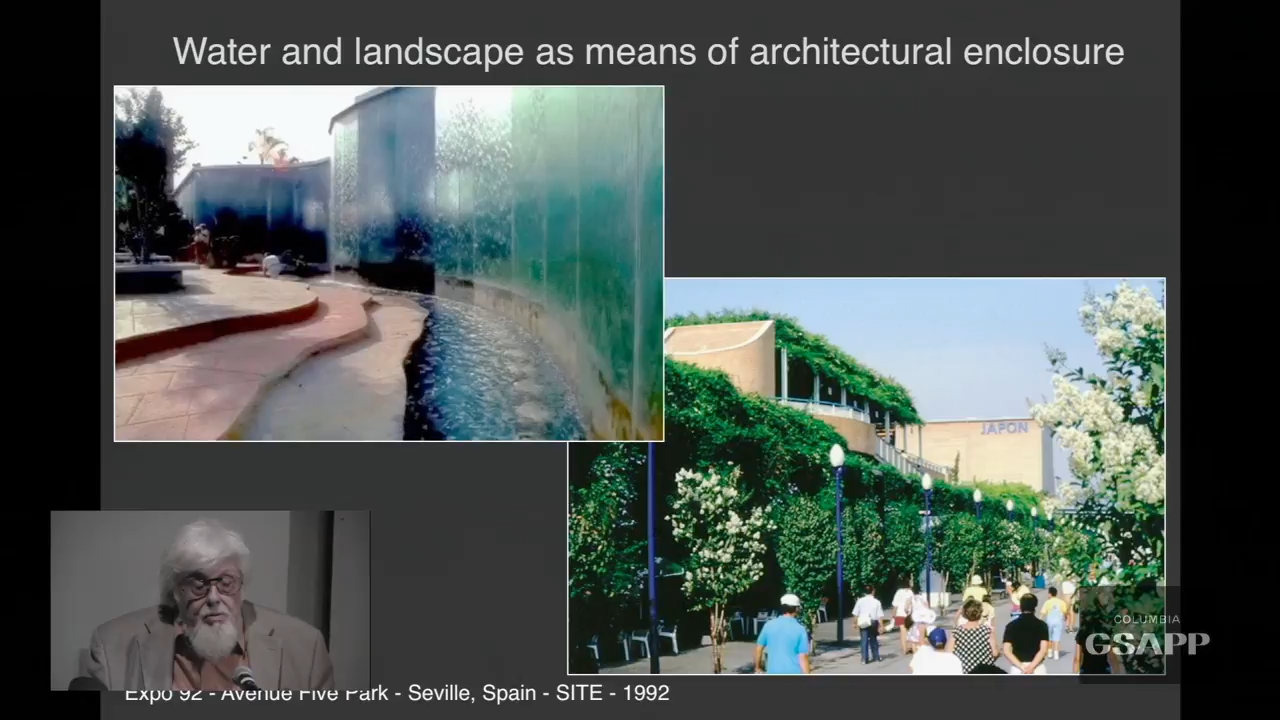 Water and landscape as means of architectural enclosure
JAPON
COLUMBIA
GSAPP
Expo 92 - Avenue Five Park - Seville, Spain - SITE - 1992